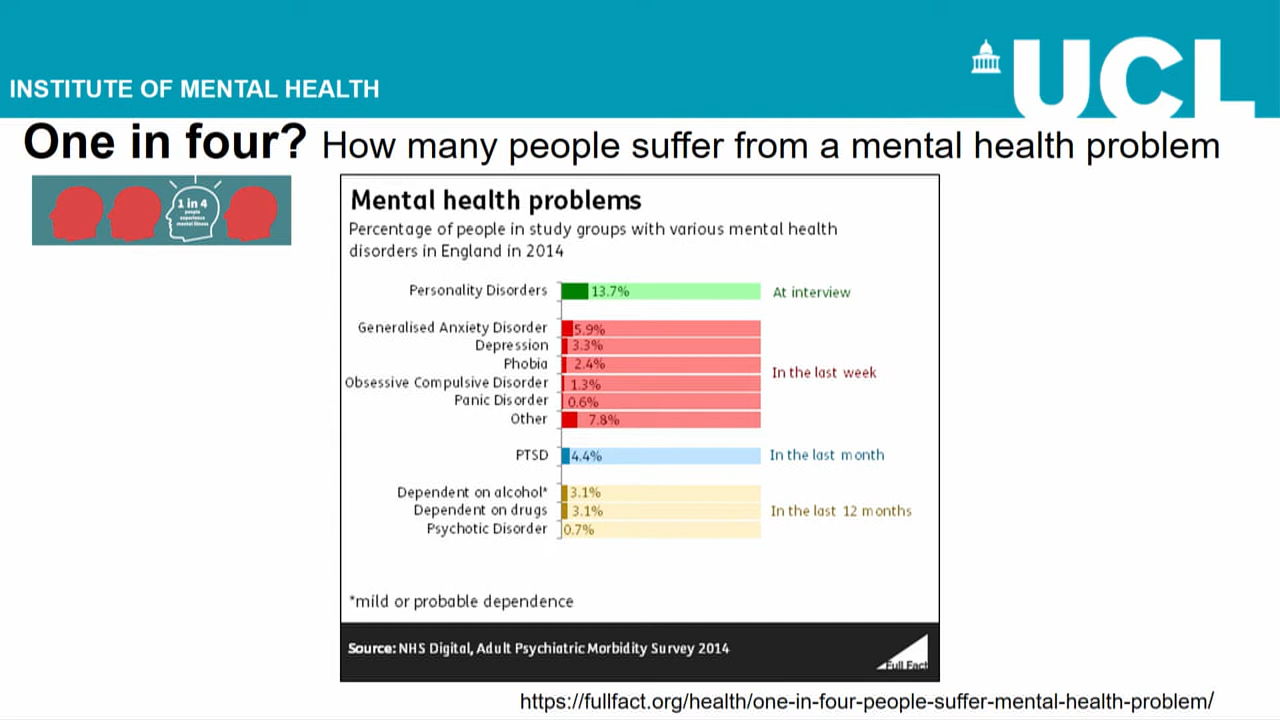 INSTITUTE OF MENTAL HEALTH
UCL
One in four? How many people suffer from a mental health problem
1 in 4
people
experience
mental illness
Mental health problems
Percentage of people in study groups with various mental health
disorders in England in 2014
Personality Disorders 13.7% At interview
Generalised Anxiety Disorder 5.9%
Depression 3.3%
Phobia 2.4%
In the last week
Obsessive Compulsive Disorder 1.3%
Panic Disorder 0.6%
Other 7.8%
PTSD 4.4% In the last month
Dependent on alcohol* 3.1%
Dependent on drugs 3.1% In the last 12 months
Psychotic Disorder 0.7%
*mild or probable dependence
Source: NHS Digital, Adult Psychiatric Morbidity Survey 2014
Full Fact
https://fullfact.org/health/one-in-four-people-suffer-mental-health-problem/